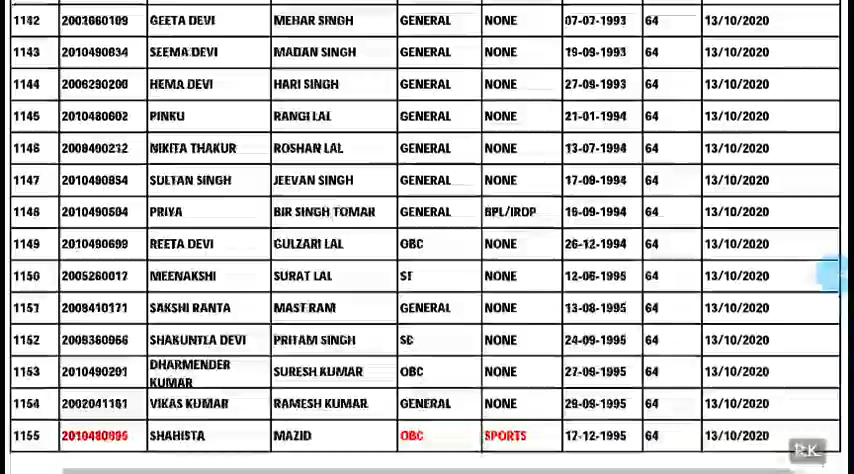 1142 2003660109 GEETA DEVI MEHAR SINGH GENERAL NONE 07-07-1993 64 13/10/2020
1143 2010490834 SEEMA DEVI MADAN SINGH GENERAL NONE 19-09-1993 64 13/10/2020
1144 2006290200 HEMA DEVI HARI SINGH GENERAL NONE 27-09-1993 64 13/10/2020
1145 2010480602 PINKU RANGI LAL GENERAL NONE 21-01-1994 64 13/10/2020
1146 2008490212 NIKITA THAKUR ROSHAN LAL GENERAL NONE 13-07-1994 64 13/10/2020
1147 2010490854 SULTAN SINGH JEEVAN SINGH GENERAL NONE 17-08-1994 64 13/10/2020
1148 2010490504 PRIYA BIR SINGH TOMAR GENERAL BPL/IRDP 16-09-1994 64 13/10/2020
1149 2010490699 REETA DEVI GULZARI LAL OBC NONE 26-12-1994 64 13/10/2020
1150 2005260017 MEENAKSHI SURAT LAL ST NONE 12-06-1995 64 13/10/2020
1151 2008410171 SAKSHI RANTA MAST RAM GENERAL NONE 13-08-1995 64 13/10/2020
1152 2009360966 SHAKUNTLA DEVI PRITAM SINGH SC NONE 24-09-1995 64 13/10/2020
1153 2010490291 DHARMENDER KUMAR SURESH KUMAR OBC NONE 27-09-1995 64 13/10/2020
1154 2002041161 VIKAS KUMAR RAMESH KUMAR GENERAL NONE 29-09-1995 64 13/10/2020
1155 SHAHISTA MAZID OBC SPORTS 17-12-1995 64 13/10/2020